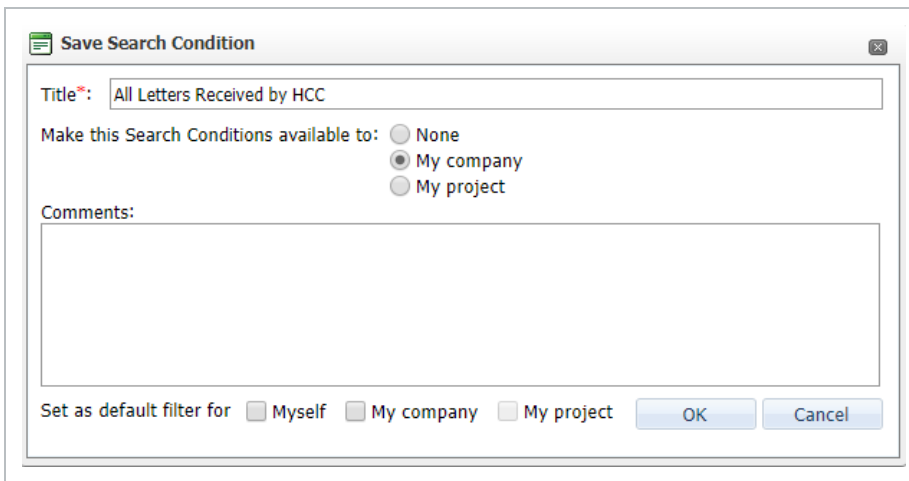 Save Search Condition
Title*: All Letters Received by HCC
Make this Search Conditions available to: None
My company
My project
Comments:
Set as default filter for Myself My company My project OK Cancel